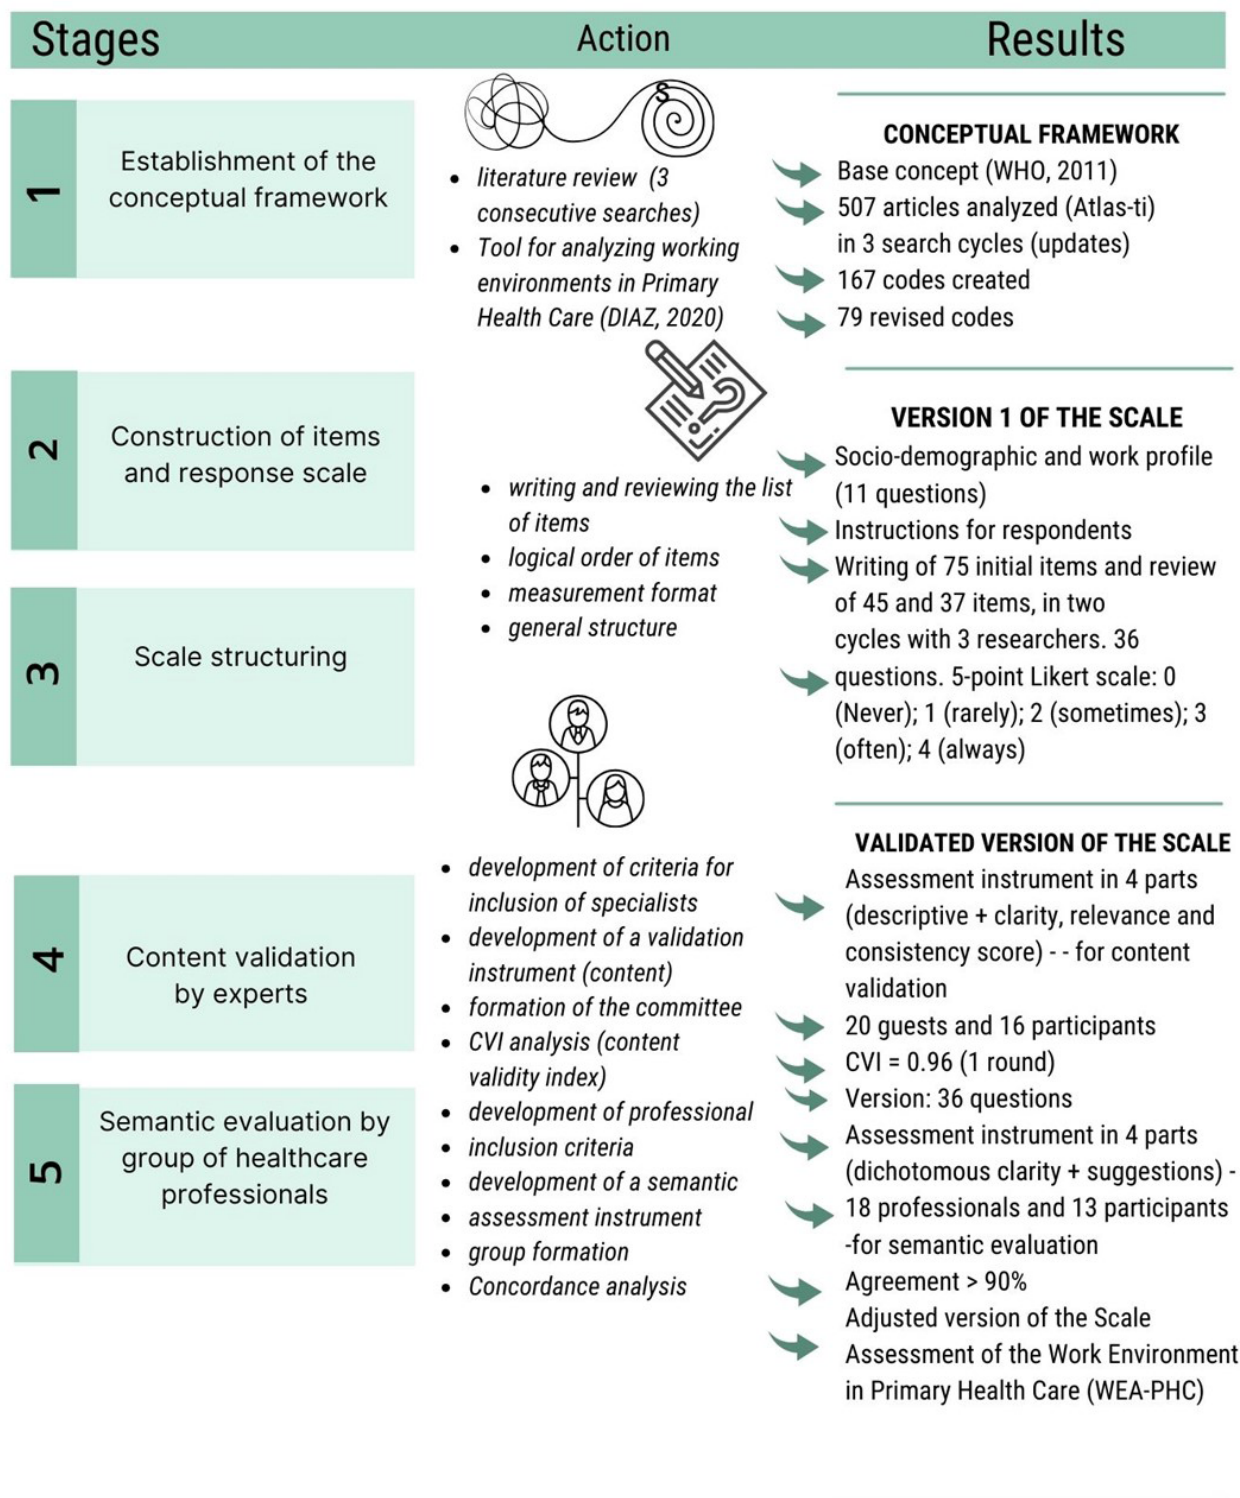 Stages
Action
Results
1
Establishment of the
conceptual framework
S
• literature review (3
consecutive searches)
• Tool for analyzing working
environments in Primary
Health Care (DIAZ, 2020)
CONCEPTUAL FRAMEWORK
Base concept (WHO, 2011)
507 articles analyzed (Atlas-ti)
in 3 search cycles (updates)
167 codes created
79 revised codes
2
Construction of items
and response scale
3
Scale structuring
?
• writing and reviewing the list
of items
• logical order of items
• measurement format
• general structure
VERSION 1 OF THE SCALE
Socio-demographic and work profile
(11 questions)
Instructions for respondents
Writing of 75 initial items and review
of 45 and 37 items, in two
cycles with 3 researchers. 36
questions. 5-point Likert scale: 0
(Never); 1 (rarely); 2 (sometimes); 3
(often); 4 (always)
4
Content validation
by experts
5
Semantic evaluation by
group of healthcare
professionals
• development of criteria for
inclusion of specialists
• development of a validation
instrument (content)
• formation of the committee
• CVI analysis (content
validity index)
• development of professional
• inclusion criteria
• development of a semantic
• assessment instrument
• group formation
• Concordance analysis
VALIDATED VERSION OF THE SCALE
Assessment instrument in 4 parts
(descriptive + clarity, relevance and
consistency score) - - for content
validation
20 guests and 16 participants
CVI = 0.96 (1 round)
Version: 36 questions
Assessment instrument in 4 parts
(dichotomous clarity + suggestions) -
18 professionals and 13 participants
-for semantic evaluation
Agreement > 90%
Adjusted version of the Scale
Assessment of the Work Environment
in Primary Health Care (WEA-PHC)